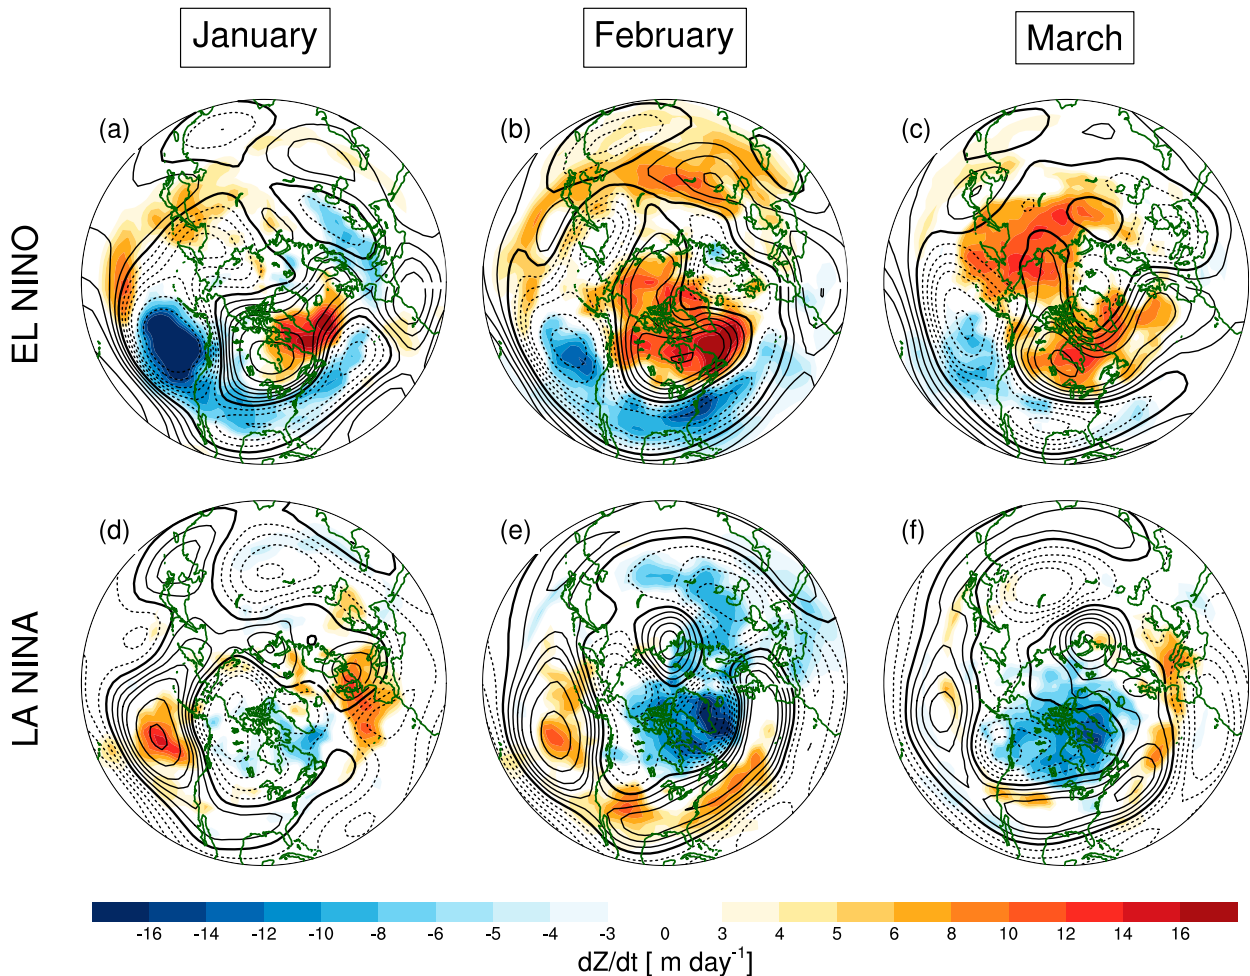 January
February
March
EL NINO
(a)
(b)
(c)
LA NINA
(d)
(e)
(f)
-16 -14 -12 -10 -8 -6 -5 -4 -3 0 3 4 5 6 8 10 12 14 16
dZ/dt [ m day⁻¹]